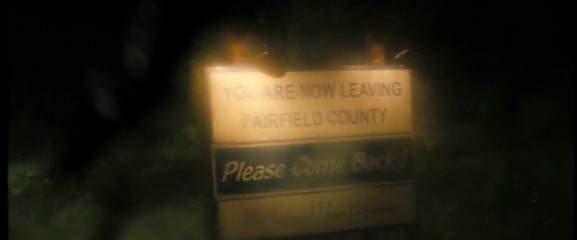 YOU ARE NOW LEAVING
FAIRFIELD COUNTY
Please Come Back!